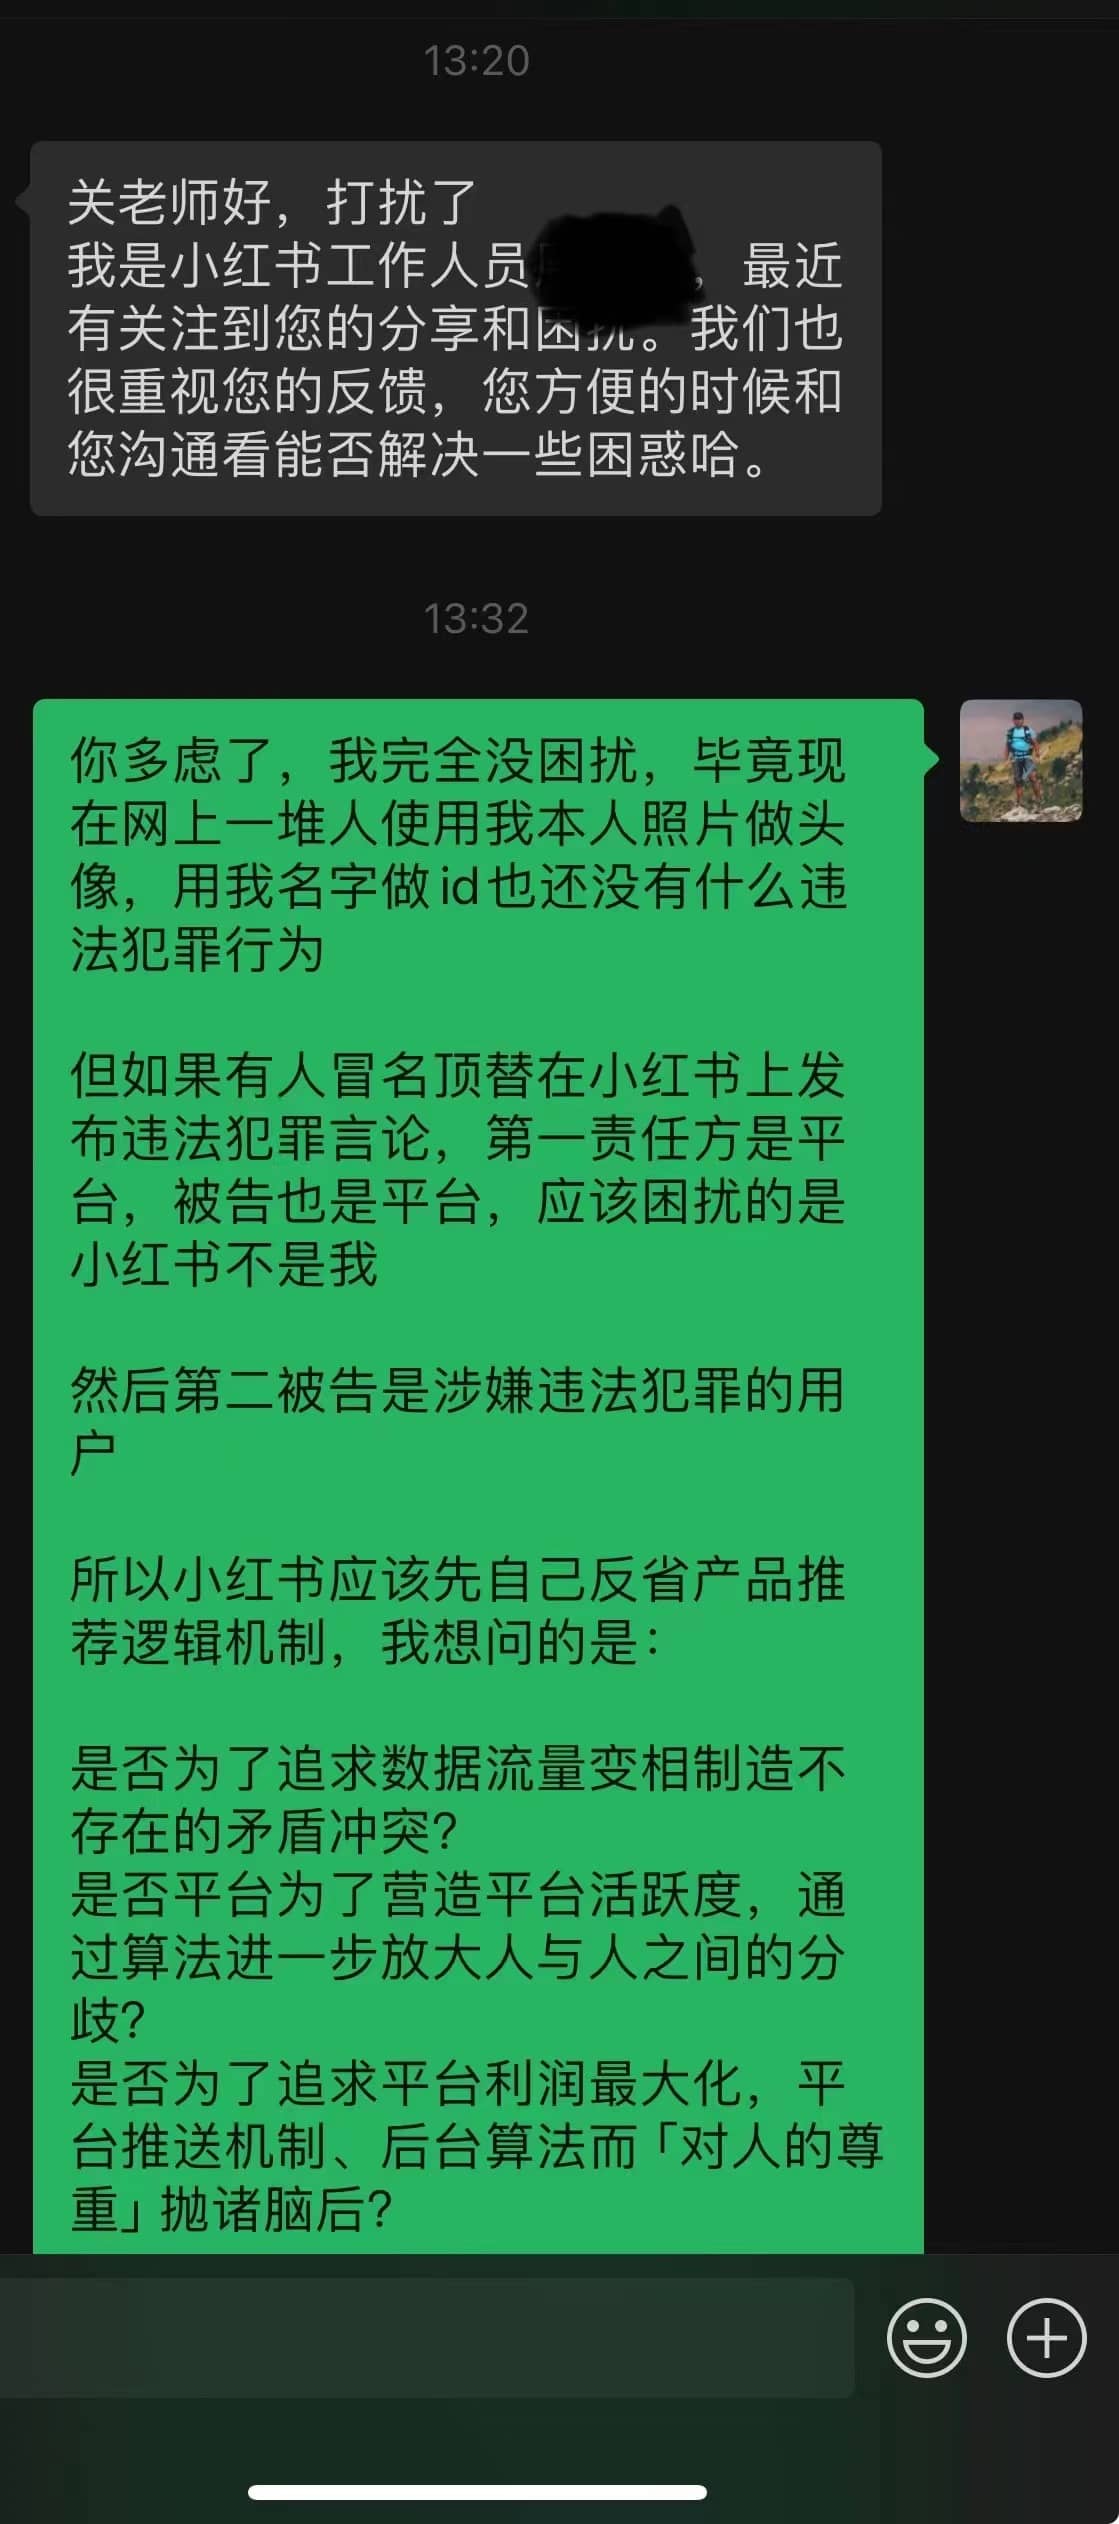 13:20
关老师好，打扰了
我是小红书工作人员，最近
有关注到您的分享和困扰。我们也
很重视您的反馈，您方便的时候和
您沟通看能否解决一些困惑哈。
13:32
你多虑了，我完全没困扰，毕竟现
在网上一堆人使用我本人照片做头
像，用我名字做id也还没有什么违
法犯罪行为
但如果有人冒名顶替在小红书上发
布违法犯罪言论，第一责任方是平
台，被告也是平台，应该困扰的是
小红书不是我
然后第二被告是涉嫌违法犯罪的用
户
所以小红书应该先自己反省产品推
荐逻辑机制，我想问的是：
是否为了追求数据流量变相制造不
存在的矛盾冲突？
是否平台为了营造平台活跃度，通
过算法进一步放大人与人之间的分
歧？
是否为了追求平台利润最大化，平
台推送机制、后台算法而「对人的尊
重」抛诸脑后？